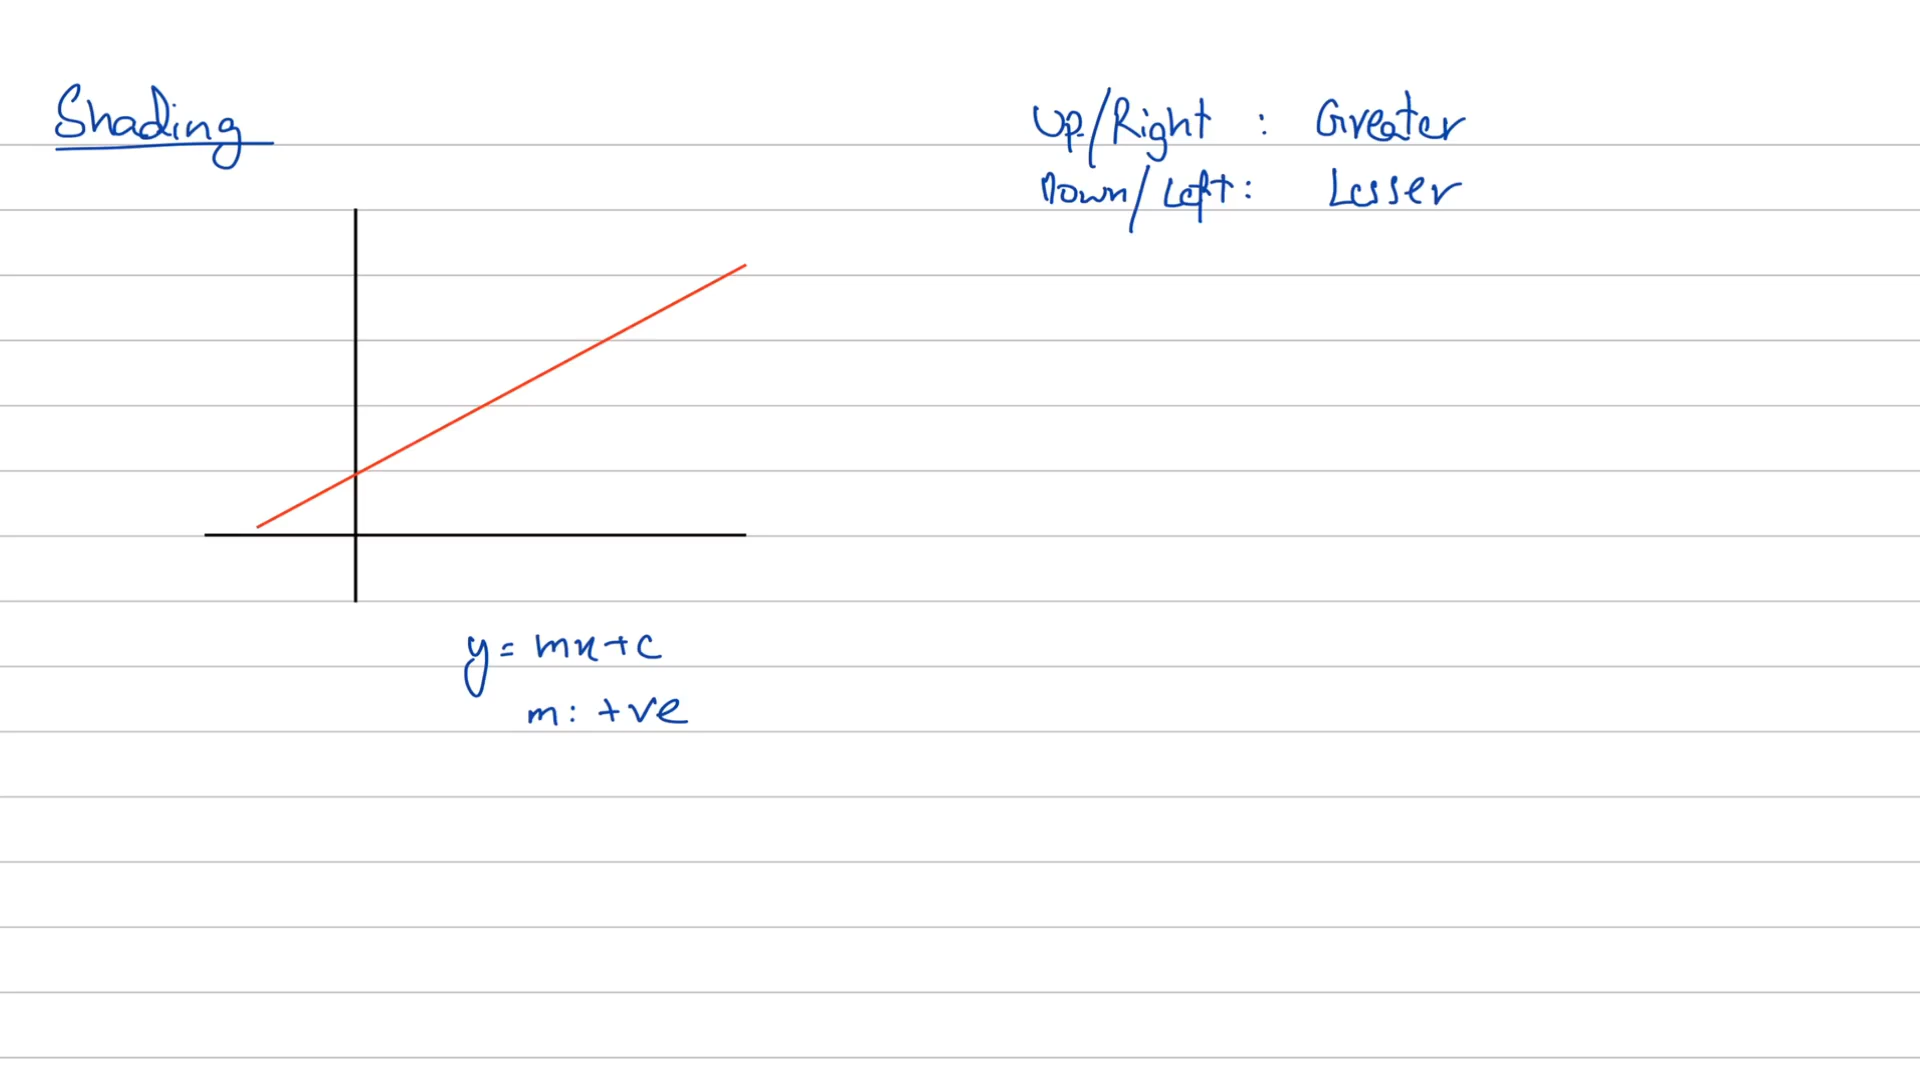 Shading
Up/Right : Greater
Down/Left: Lesser
y = mx+c
m: +ve